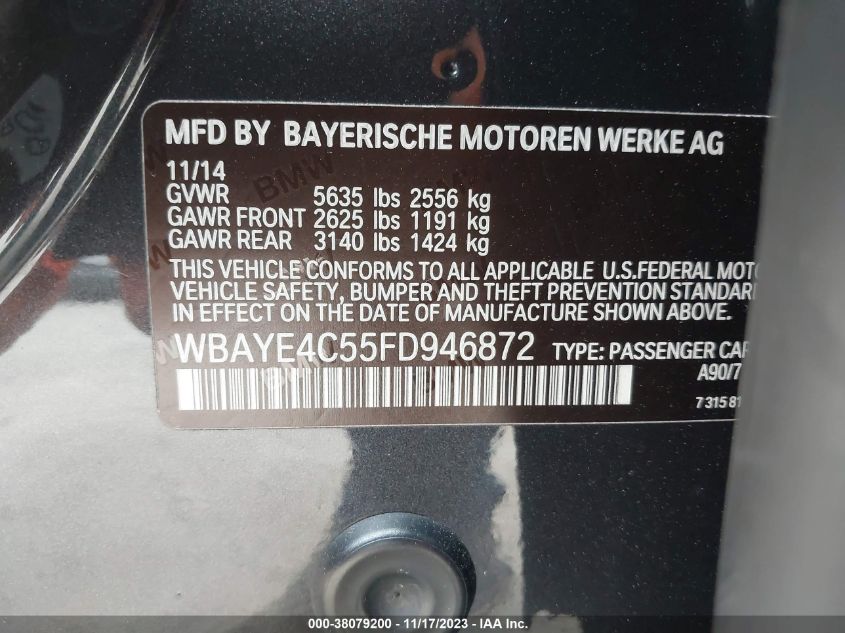 MFD BY BAYERISCHE MOTOREN WERKE AG
11/14
GVWR 5635 lbs 2556 kg
GAWR FRONT 2625 lbs 1191 kg
GAWR REAR 3140 lbs 1424 kg
THIS VEHICLE CONFORMS TO ALL APPLICABLE U.S.FEDERAL MOTO
VEHICLE SAFETY, BUMPER AND THEFT PREVENTION STANDAR
IN EFFECT ON THE DATE OF MANUFACTURE SHOWN ABOVE.
WBAYE4C55FD946872 TYPE: PASSENGER CAR
A90/7
731581
000-38079200 - 11/17/2023 - IAA Inc.